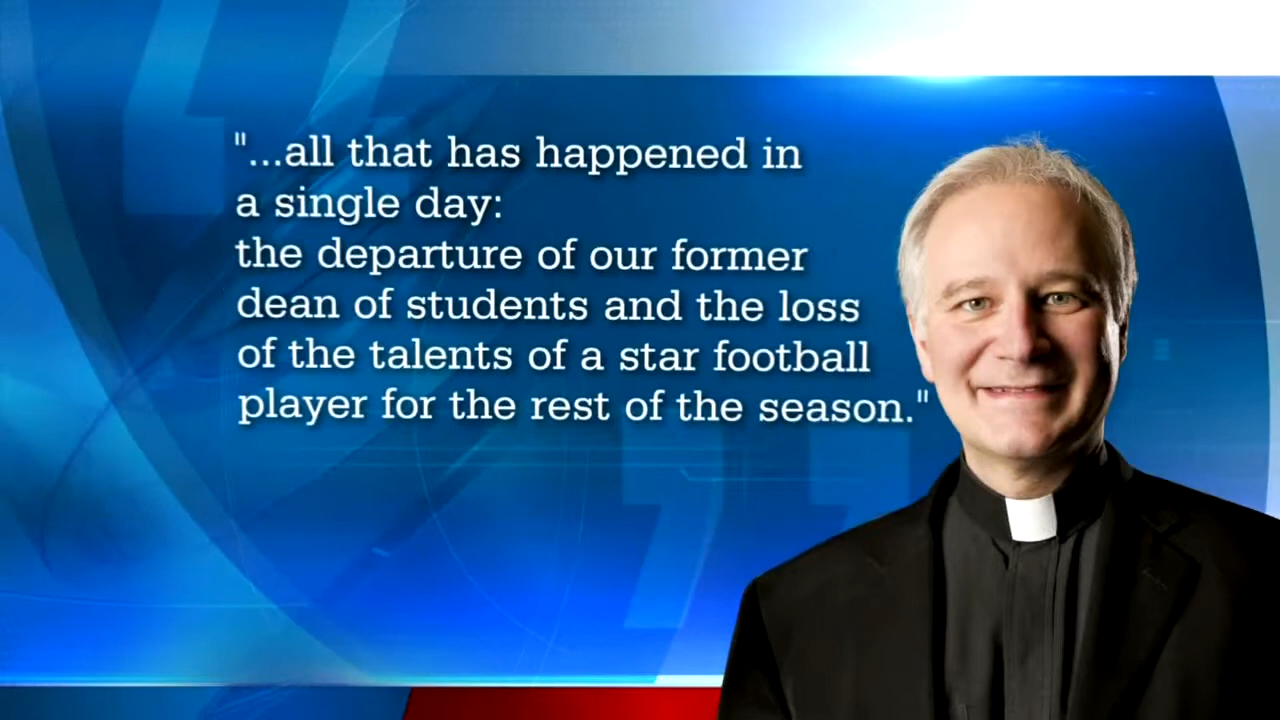 "...all that has happened in
a single day:
the departure of our former
dean of students and the loss
of the talents of a star football
player for the rest of the season."